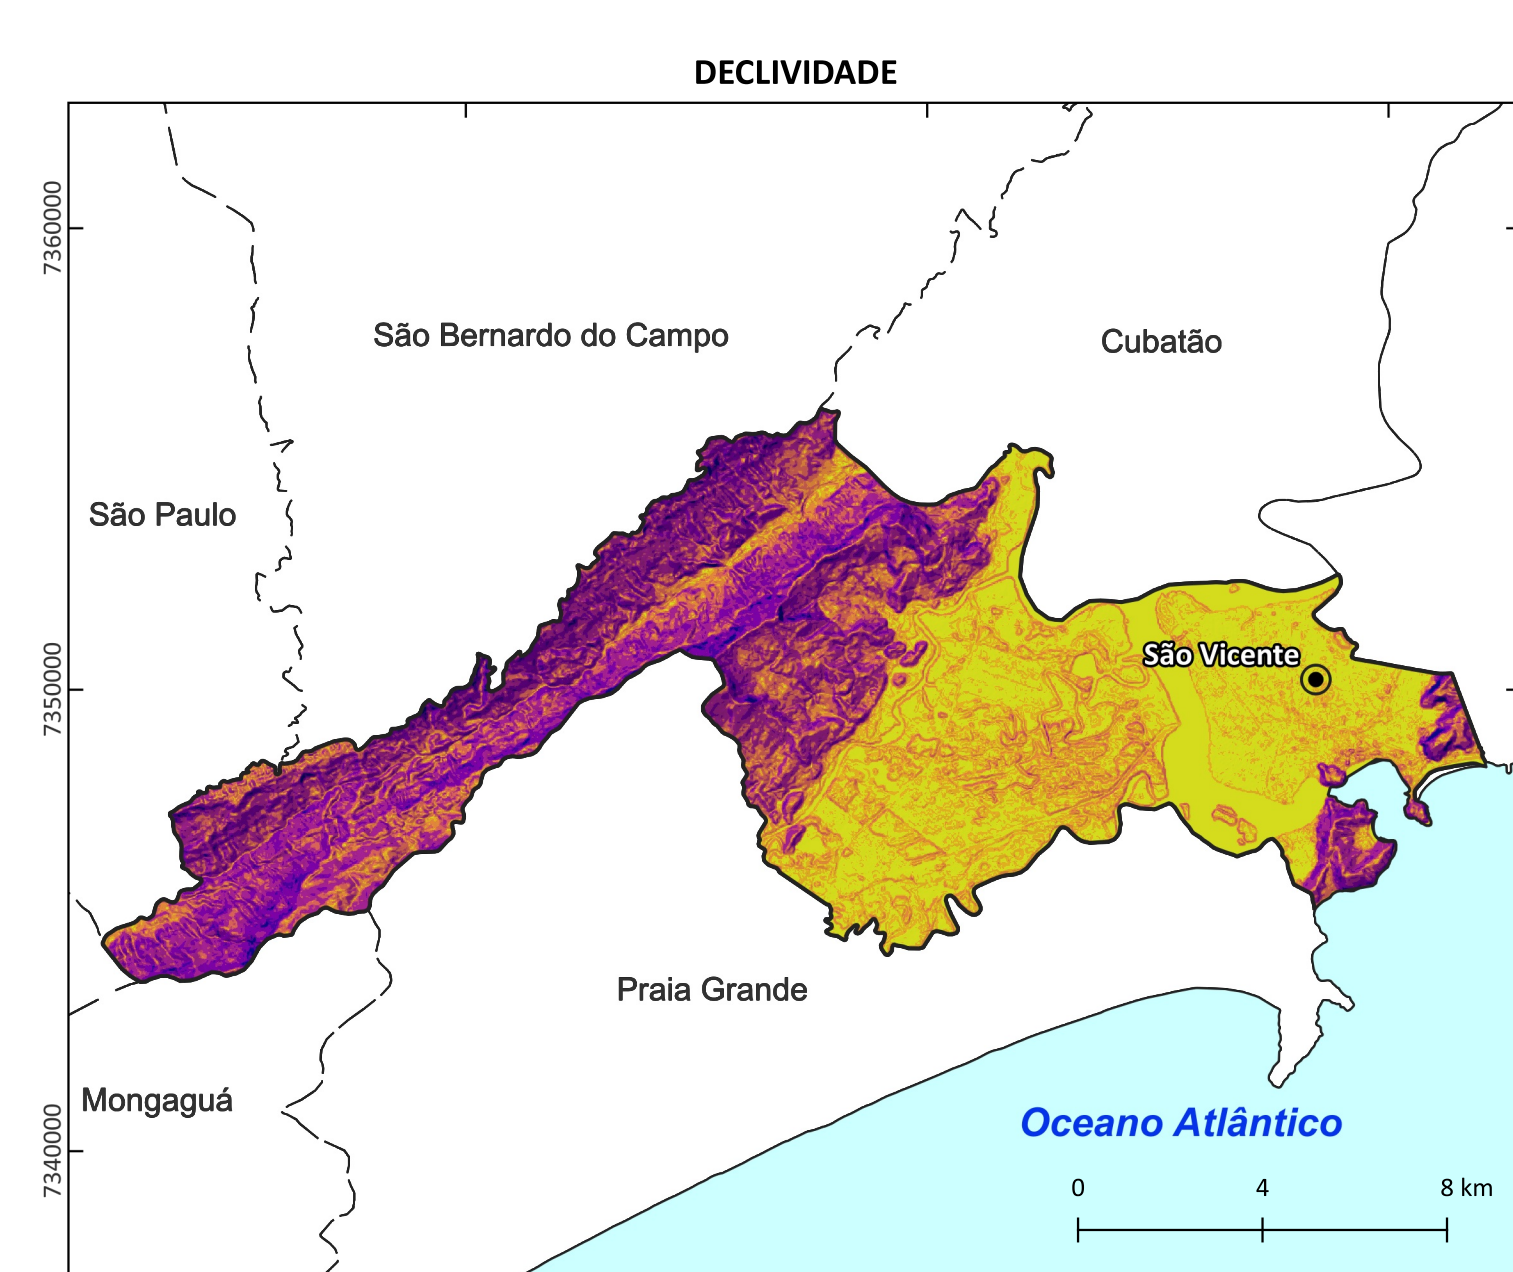 DECLIVIDADE
7360000
São Bernardo do Campo
Cubatão
São Paulo
São Vicente
7350000
Praia Grande
Mongaguá
Oceano Atlântico
7340000
0 4 8 km